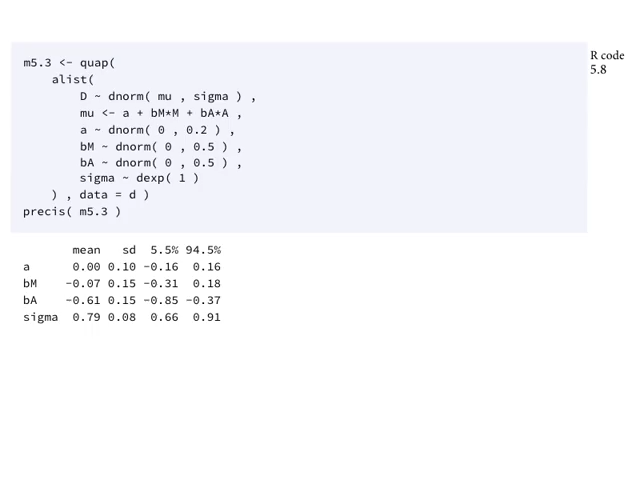 R code
5.8
m5.3 <- quap(
    alist(
        D ~ dnorm( mu , sigma ) ,
        mu <- a + bM*M + bA*A ,
        a ~ dnorm( 0 , 0.2 ) ,
        bM ~ dnorm( 0 , 0.5 ) ,
        bA ~ dnorm( 0 , 0.5 ) ,
        sigma ~ dexp( 1 )
    ) , data = d )
precis( m5.3 )
       mean   sd  5.5% 94.5%
a      0.00 0.10 -0.16  0.16
bM    -0.07 0.15 -0.31  0.18
bA    -0.61 0.15 -0.85 -0.37
sigma  0.79 0.08  0.66  0.91